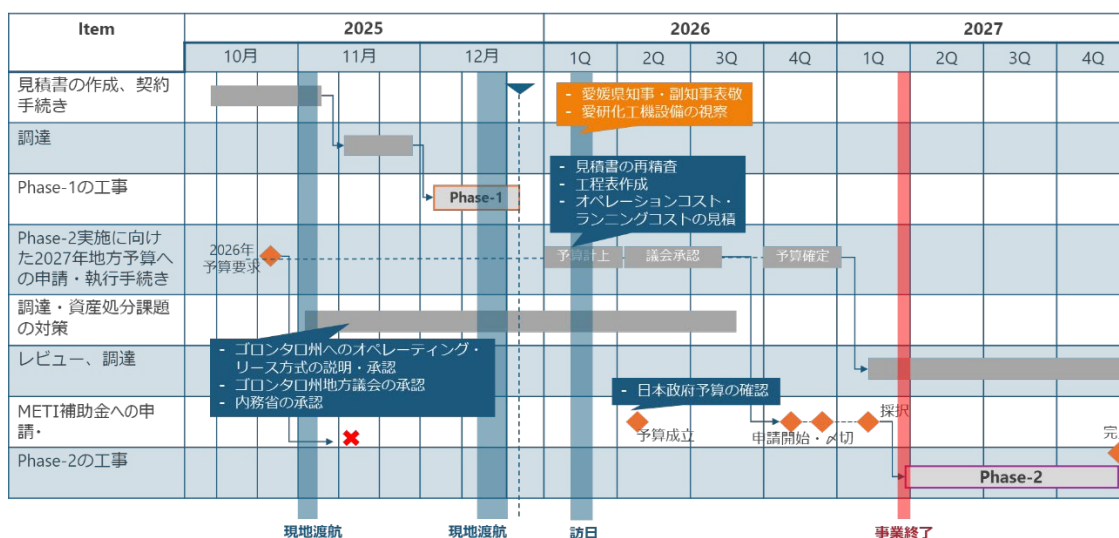 Item
2025
2026
2027
10月
11月
12月
1Q
2Q
3Q
4Q
1Q
2Q
3Q
4Q
見積書の作成、契約
手続き
- 愛媛県知事・副知事表敬
- 愛研化工機設備の視察
調達
- 見積書の再精査
- 工程表作成
- オペレーションコスト・
ランニングコストの見積
Phase-1の工事
Phase-1
Phase-2実施に向け
た2027年地方予算へ
の申請・執行手続き
2026年
予算要求
予算計上
議会承認
予算確定
調達・資産処分課題
の対策
- ゴロンタロ州へのオペレーティング・
リース方式の説明・承認
- ゴロンタロ州地方議会の承認
- 内務省の承認
レビュー、調達
- 日本政府予算の確認
METI補助金への申
請・
予算成立
申請開始・〆切
採択
完
Phase-2の工事
Phase-2
現地渡航
現地渡航
訪日
事業終了